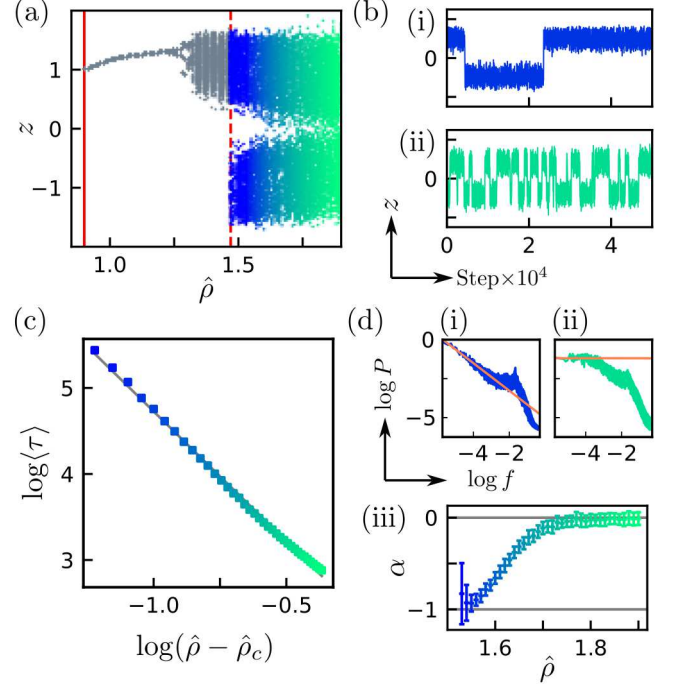 (a)
z
1
0
−1
1.0
1.5
ρ̂
(b)
(i)
0
(ii)
0
0
2
4
z
Step×10⁴
(c)
log⟨τ⟩
5
4
3
−1.0
−0.5
log(ρ̂ − ρ̂_c)
(d)
(i)
(ii)
log P
0
−5
−4
−2
−4
−2
log f
(iii)
α
0
−1
1.6
1.8
ρ̂